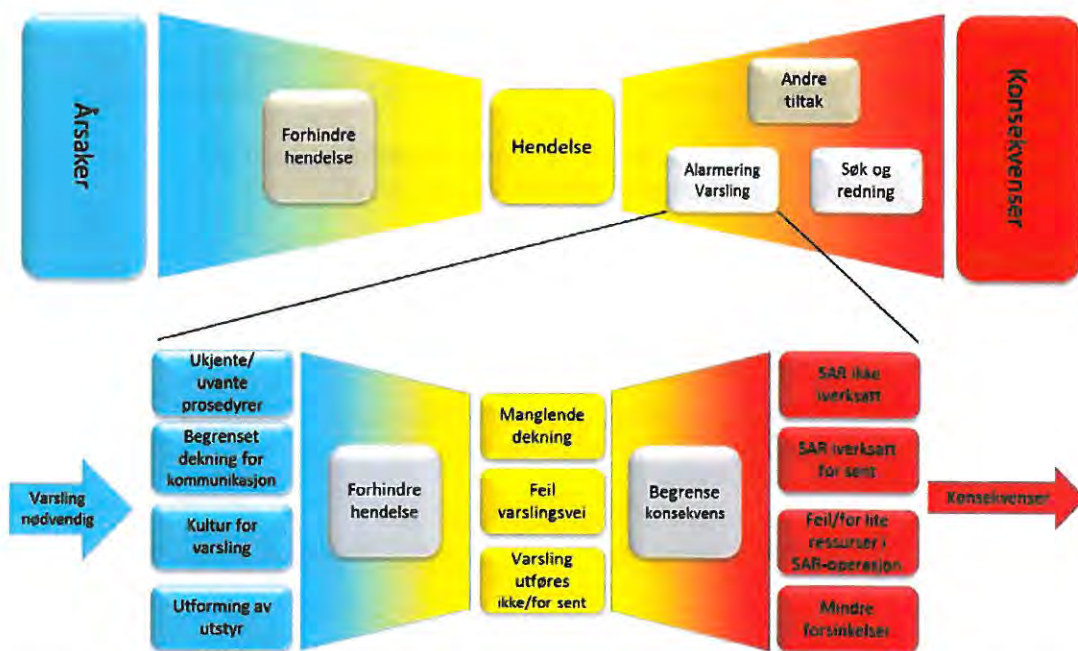 Årsaker
Forhindre
hendelse
Hendelse
Andre
tiltak
Alarmering
Varsling
Søk og
redning
Konsekvenser
Varsling
nødvendig
Ukjente/
uvante
prosedyrer
Begrenset
dekning for
kommunikasjon
Kultur for
varsling
Utforming av
utstyr
Forhindre
hendelse
Manglende
dekning
Feil
varslingsvei
Varsling
utføres
ikke/for sent
Begrense
konsekvens
SAR ikke
iverksatt
SAR iverksatt
for sent
Feil/for lite
ressurser i
SAR-operasjon
Mindre
forsinkelser
Konsekvenser